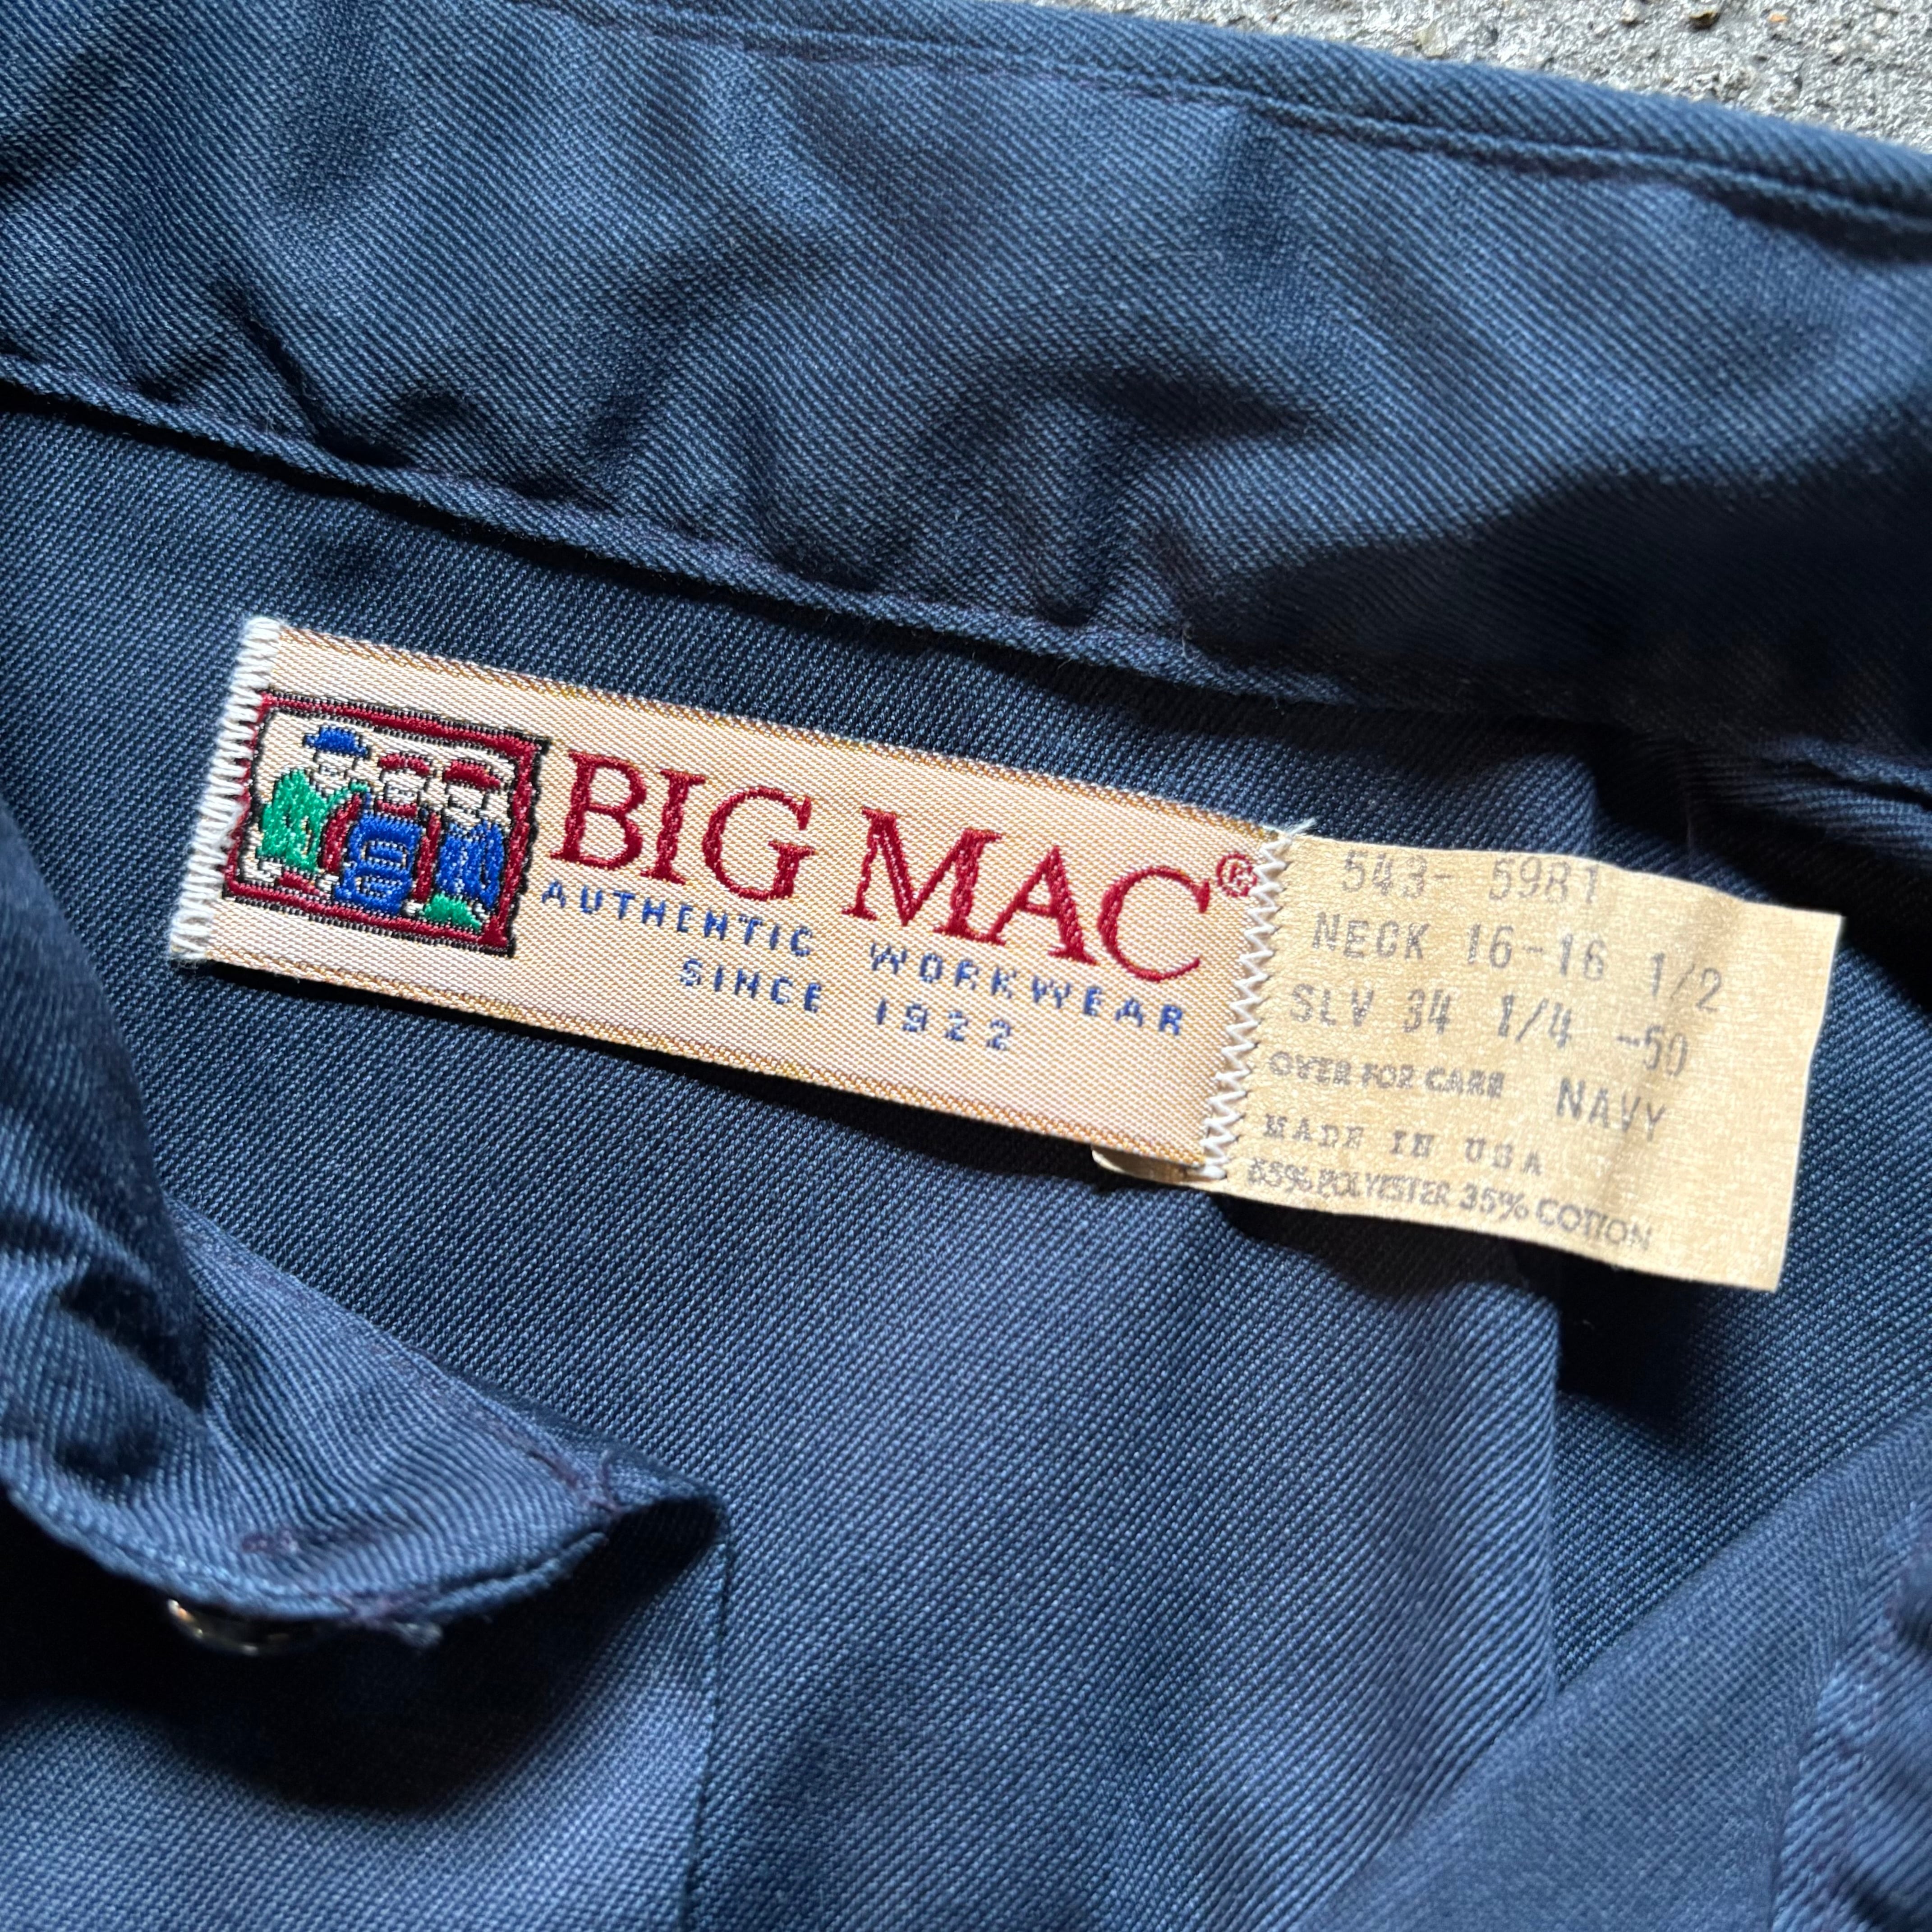 BIG MAC®
AUTHENTIC WORKWEAR
SINCE 1922
543- 5981
NECK 16-16 1/2
SLV 34 1/4 -50
OVER FOR CARE NAVY
MADE IN USA
65% POLYESTER 35% COTTON